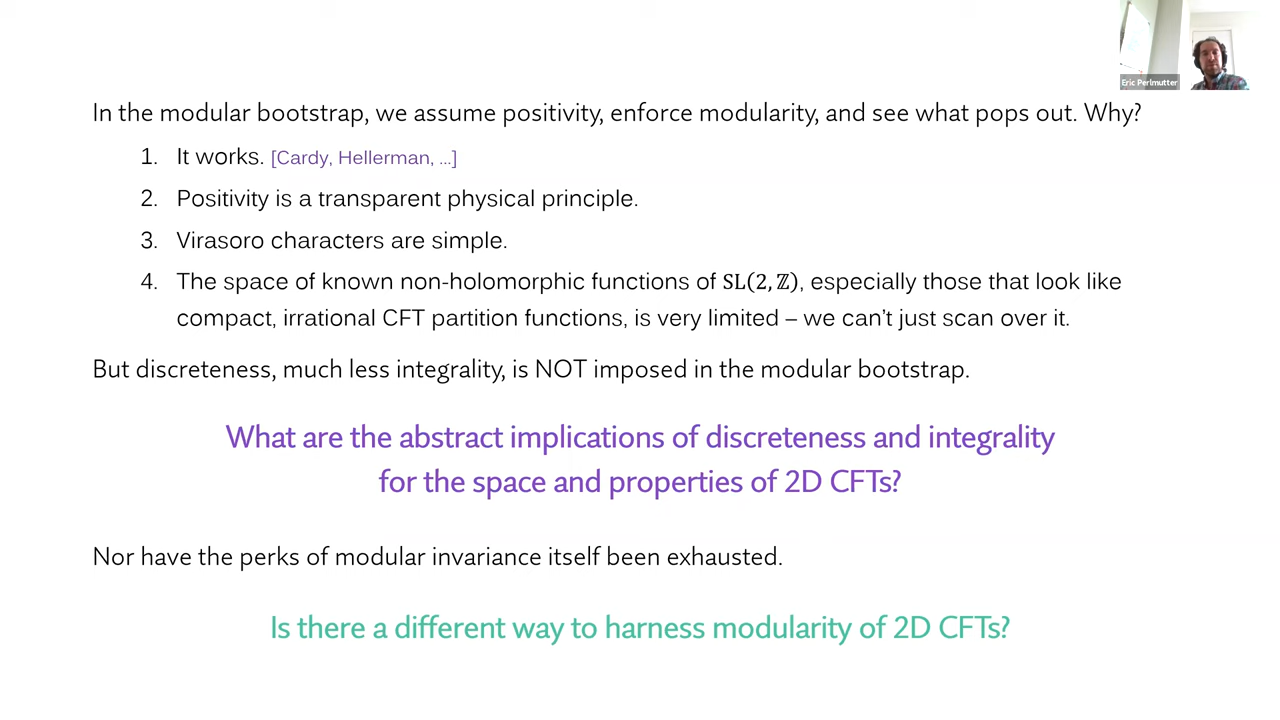 Eric Perlmutter
In the modular bootstrap, we assume positivity, enforce modularity, and see what pops out. Why?
1. It works. [Cardy, Hellerman, ...]
2. Positivity is a transparent physical principle.
3. Virasoro characters are simple.
4. The space of known non-holomorphic functions of SL(2, ℤ), especially those that look like
compact, irrational CFT partition functions, is very limited – we can't just scan over it.
But discreteness, much less integrality, is NOT imposed in the modular bootstrap.
What are the abstract implications of discreteness and integrality
for the space and properties of 2D CFTs?
Nor have the perks of modular invariance itself been exhausted.
Is there a different way to harness modularity of 2D CFTs?